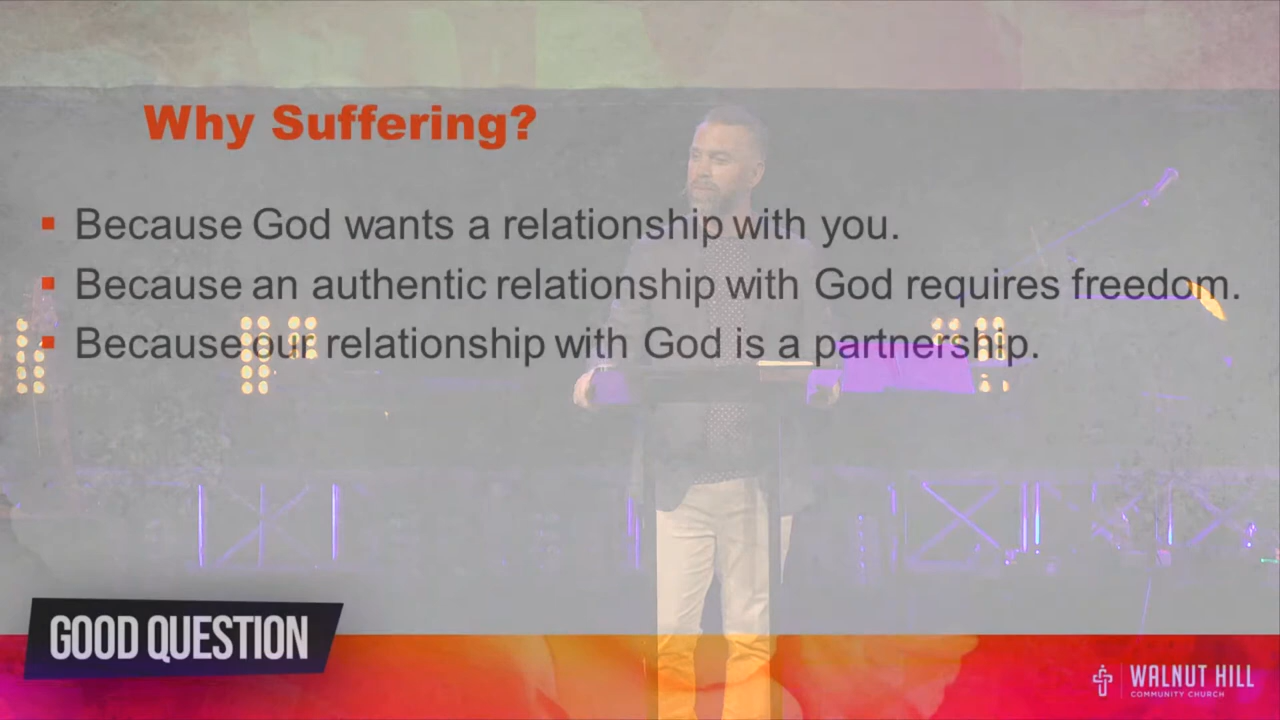 Why Suffering?
Because God wants a relationship with you.
Because an authentic relationship with God requires freedom.
Because our relationship with God is a partnership.
GOOD QUESTION
WALNUT HILL
COMMUNITY CHURCH